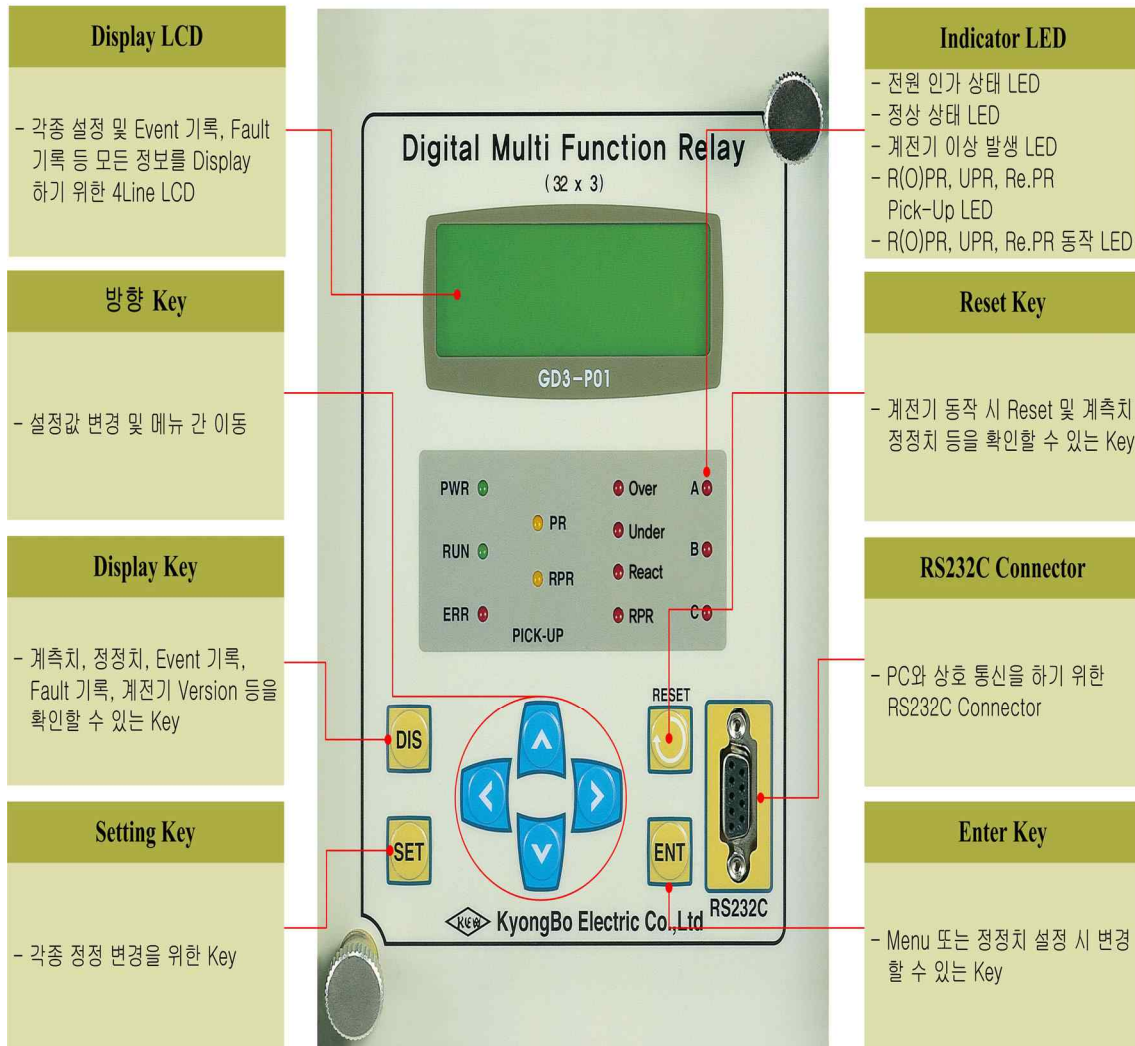 Display LCD
- 각종 설정 및 Event 기록, Fault
기록 등 모든 정보를 Display
하기 위한 4Line LCD
방향 Key
- 설정값 변경 및 메뉴 간 이동
Display Key
- 계측치, 정정치, Event 기록,
Fault 기록, 계전기 Version 등을
확인할 수 있는 Key
Setting Key
- 각종 정정 변경을 위한 Key
Digital Multi Function Relay
(32 x 3)
GD3-P01
PWR
RUN
ERR
PR
RPR
PICK-UP
Over
Under
React
RPR
A
B
C
DIS
SET
RESET
ENT
RS232C
KyongBo Electric Co.,Ltd
Indicator LED
- 전원 인가 상태 LED
- 정상 상태 LED
- 계전기 이상 발생 LED
- R(O)PR, UPR, Re.PR
Pick-Up LED
- R(O)PR, UPR, Re.PR 동작 LED
Reset Key
- 계전기 동작 시 Reset 및 계측치
정정치 등을 확인할 수 있는 Key
RS232C Connector
- PC와 상호 통신을 하기 위한
RS232C Connector
Enter Key
- Menu 또는 정정치 설정 시 변경
할 수 있는 Key